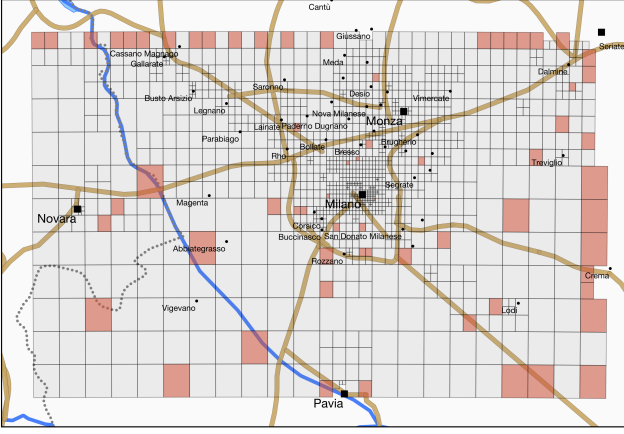 Cantù
Giussano
Seriate
Cassano Magnago
Gallarate
Meda
Dalmine
Saronno
Desio
Busto Arsizio
Vimercate
Legnano
Nova Milanese
Monza
Lainate
Paderno Dugnano
Parabiago
Bollate
Brugherio
Rho
Bresso
Treviglio
Segrate
Magenta
Milano
Novara
Corsico
Buccinasco
San Donato Milanese
Abbiategrasso
Rozzano
Crema
Vigevano
Lodi
Pavia